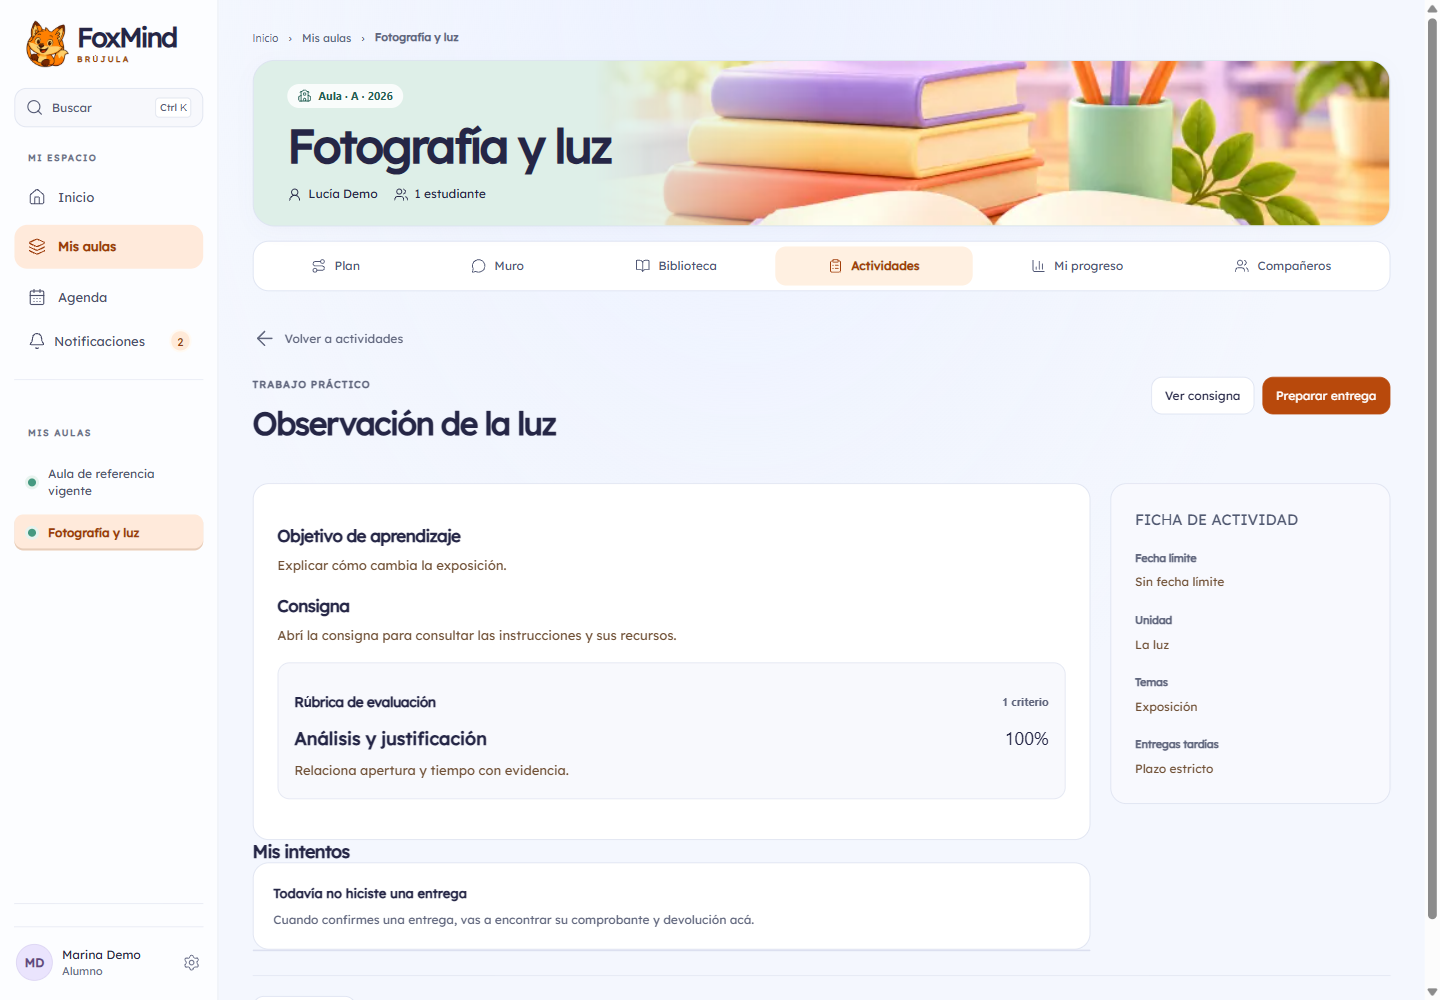 FoxMind
BRÚJULA
Buscar
Ctrl K
MI ESPACIO
Inicio
Mis aulas
Agenda
Notificaciones
2
MIS AULAS
Aula de referencia
vigente
Fotografía y luz
MD
Marina Demo
Alumno
Inicio › Mis aulas › Fotografía y luz
Aula · A · 2026
Fotografía y luz
Lucía Demo
1 estudiante
Plan
Muro
Biblioteca
Actividades
Mi progreso
Compañeros
Volver a actividades
TRABAJO PRÁCTICO
Observación de la luz
Ver consigna
Preparar entrega
Objetivo de aprendizaje
Explicar cómo cambia la exposición.
Consigna
Abrí la consigna para consultar las instrucciones y sus recursos.
Rúbrica de evaluación
1 criterio
Análisis y justificación
100%
Relaciona apertura y tiempo con evidencia.
Mis intentos
Todavía no hiciste una entrega
Cuando confirmes una entrega, vas a encontrar su comprobante y devolución acá.
FICHA DE ACTIVIDAD
Fecha límite
Sin fecha límite
Unidad
La luz
Temas
Exposición
Entregas tardías
Plazo estricto